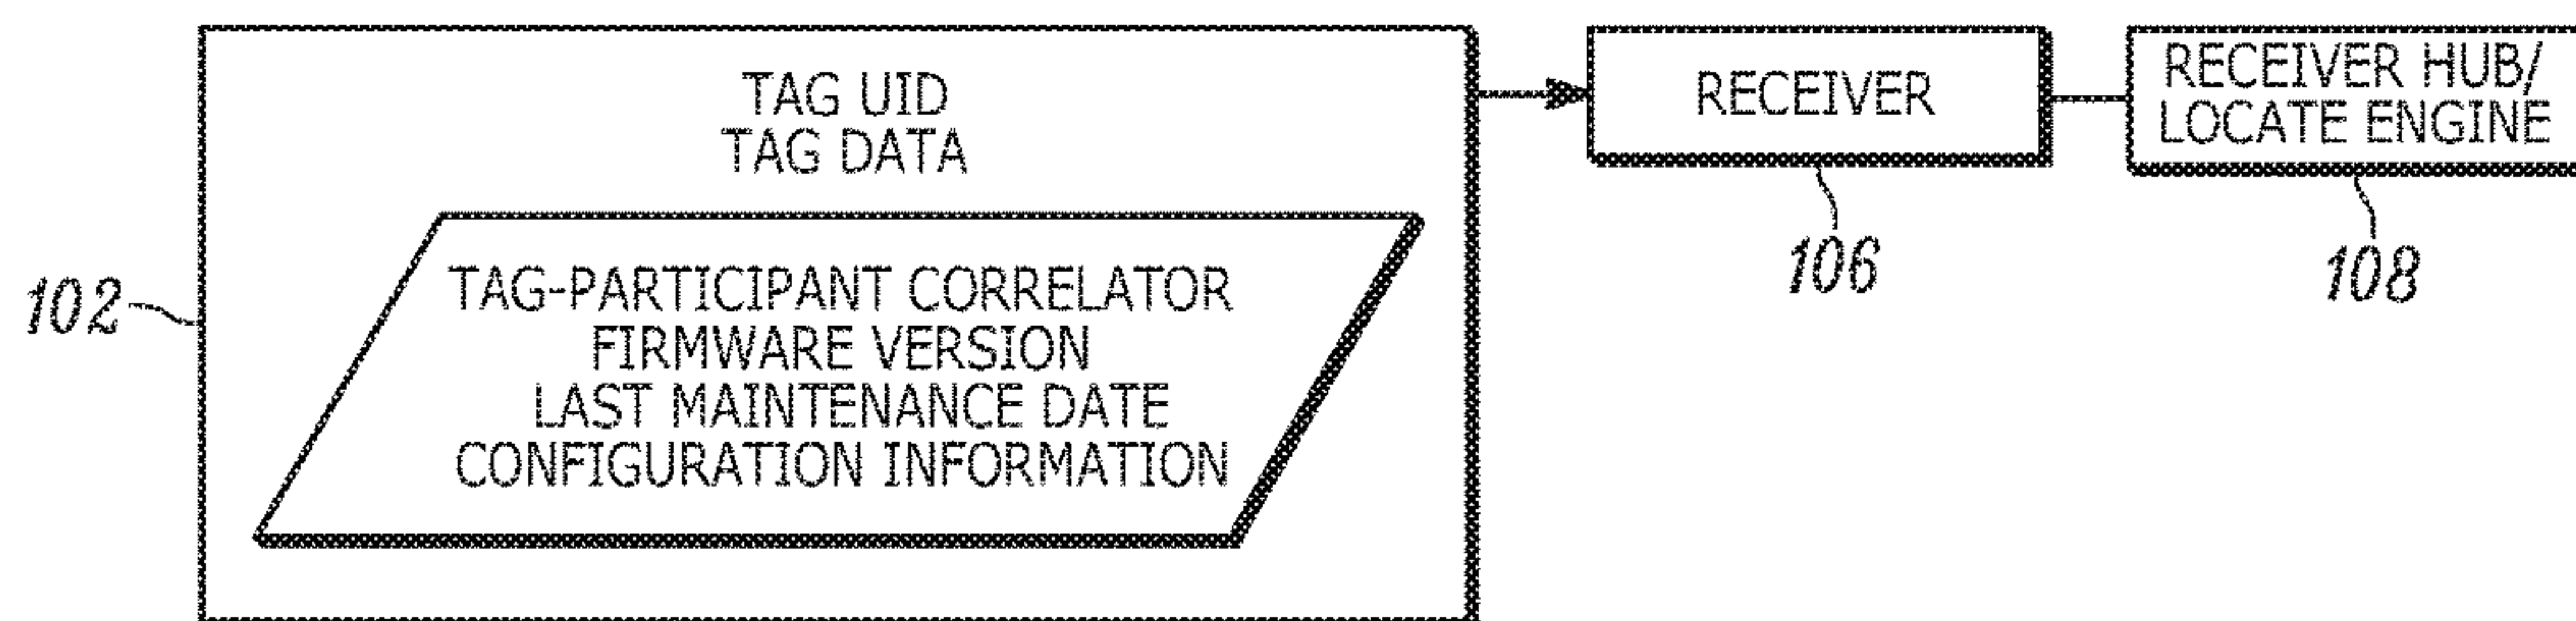 TAG UID
TAG DATA
TAG-PARTICIPANT CORRELATOR
FIRMWARE VERSION
LAST MAINTENANCE DATE
CONFIGURATION INFORMATION
102
RECEIVER
106
RECEIVER HUB/
LOCATE ENGINE
108